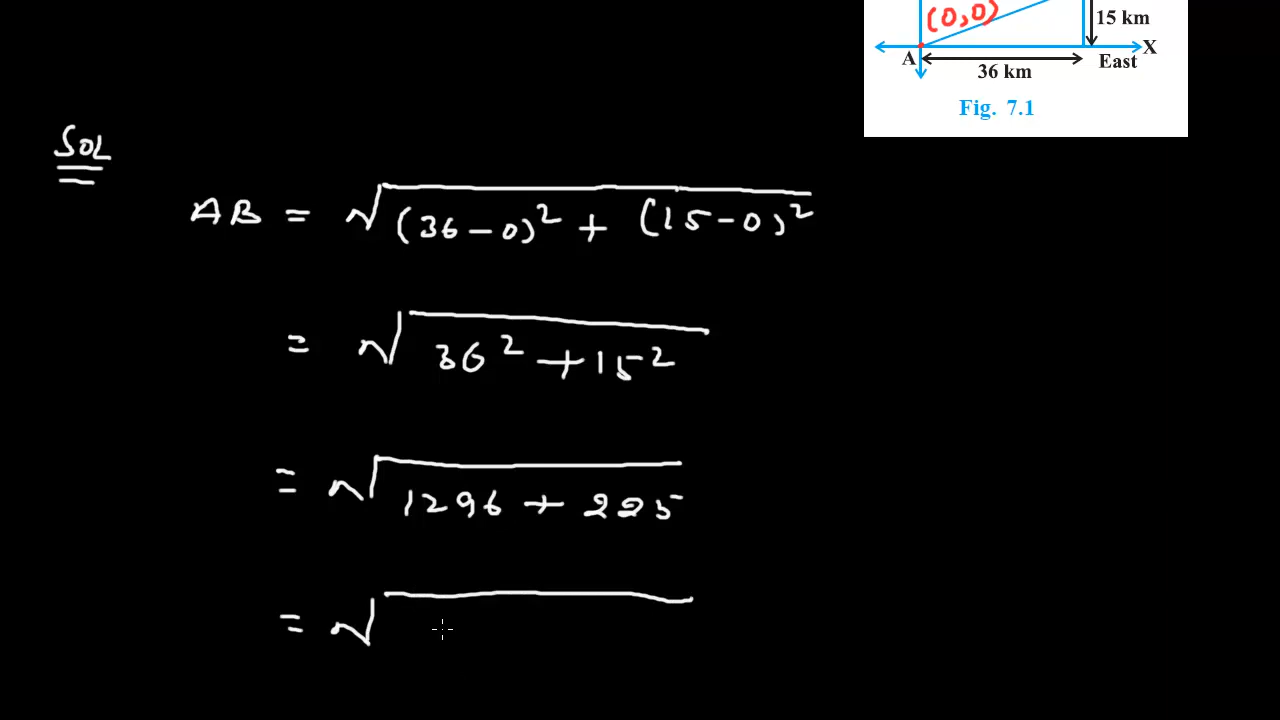 (0,0)
15 km
X
A
36 km
East
Fig. 7.1
SOL
AB = √(36-0)² + (15-0)²
= √36² + 15²
= √1296 + 225
= √